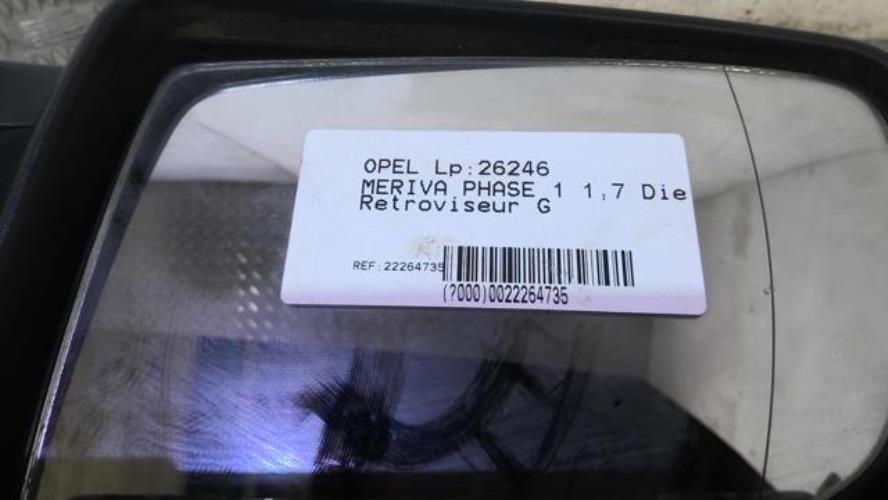 OPEL Lp:26246
MERIVA PHASE 1 1,7 Die
Retroviseur G
REF:22264735
(?000)0022264735